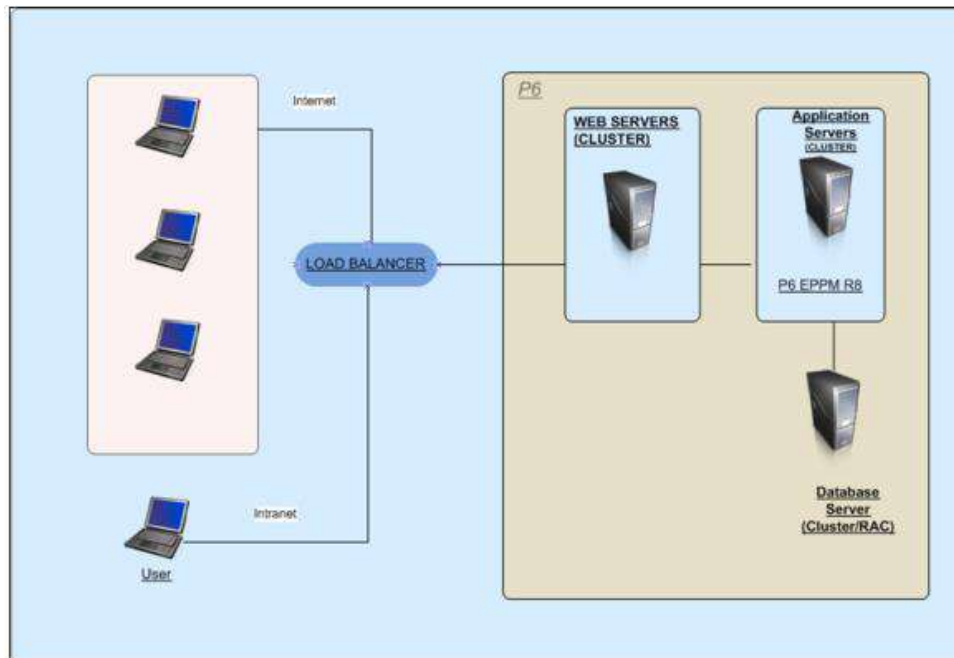 Internet
P6
WEB SERVERS
(CLUSTER)
Application
Servers
(CLUSTER)
LOAD BALANCER
P6 EPPM R8
Database
Server
(Cluster/RAC)
Intranet
User